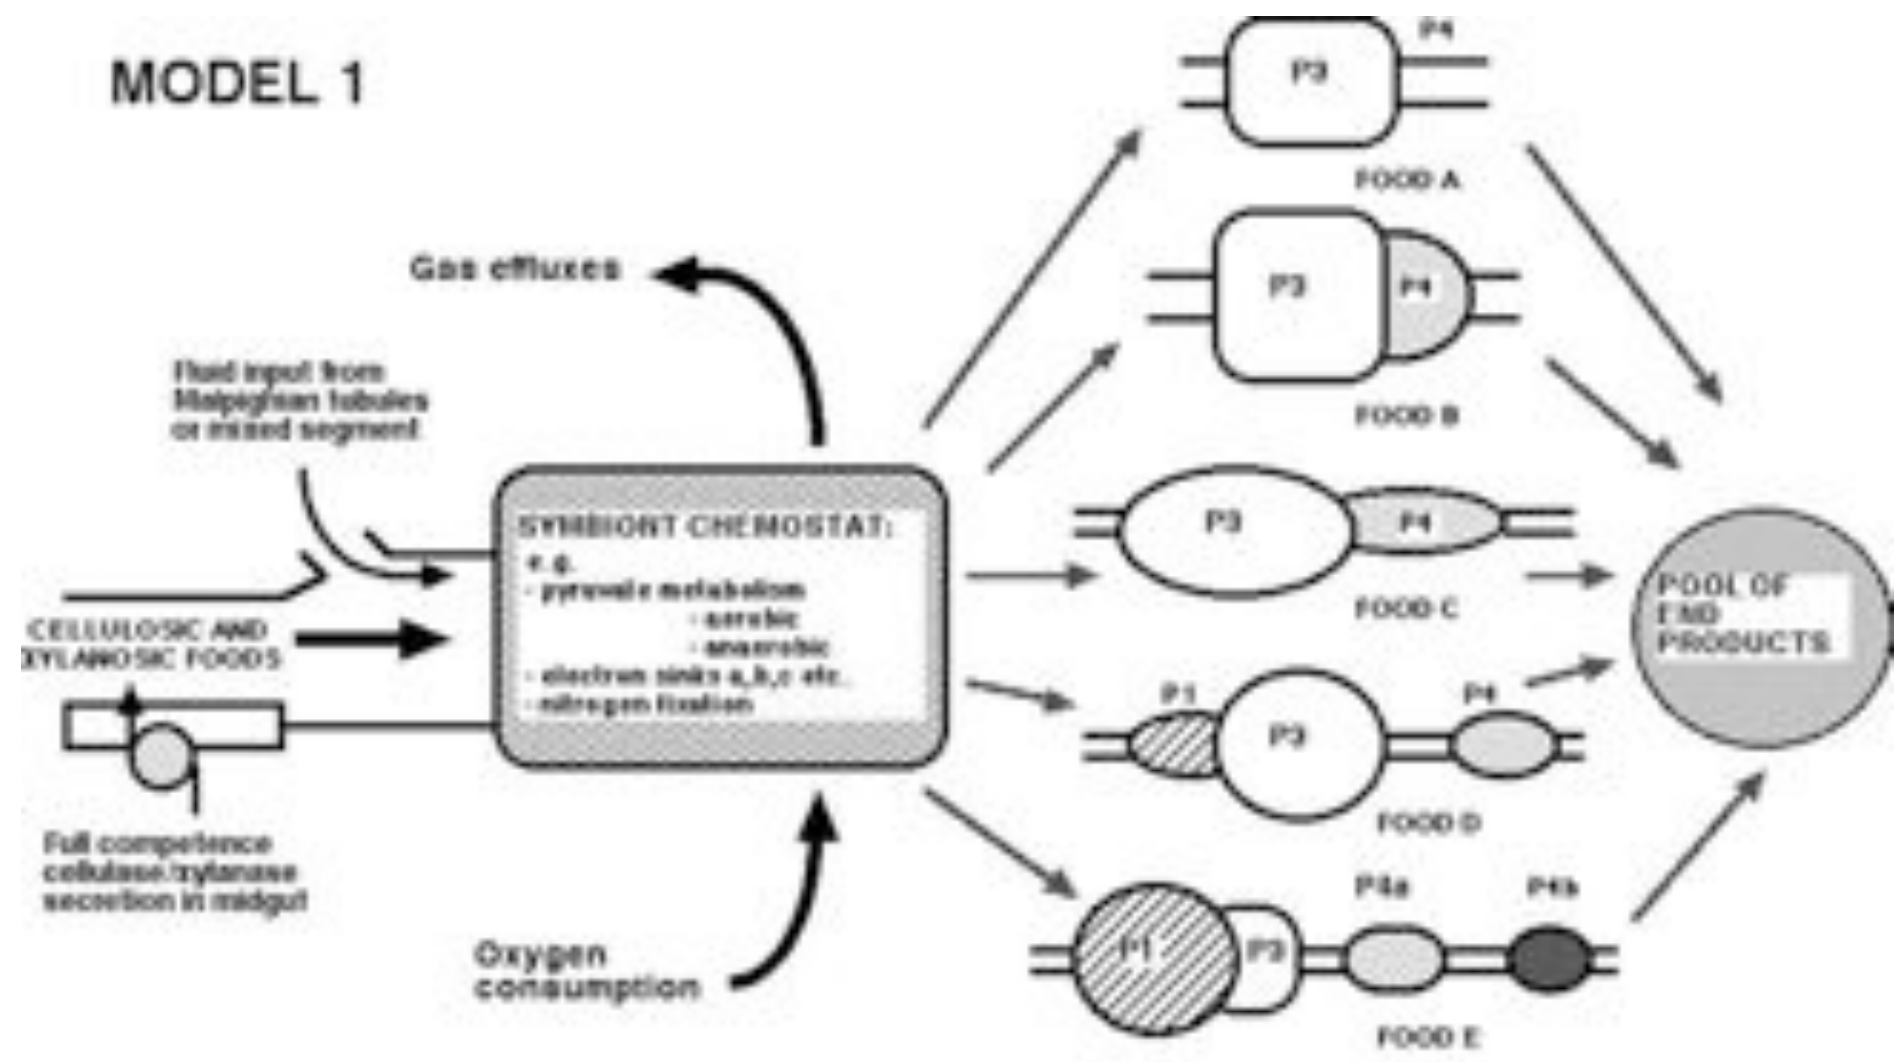 MODEL 1
P4
P3
FOOD A
P3
P4
FOOD B
Gas effluxes
Fluid input from
Malpighian tubules
or mixed segment
SYMBIONT CHEMOSTAT:
e.g.
- pyruvate metabolism
- aerobic
- anaerobic
- electron sinks a,b,c etc..
- nitrogen fixation
CELLULOSIC AND
XYLANOSIC FOODS
Full competence
cellulase/xylanase
secretion in midgut
Oxygen
consumption
P3
P4
FOOD C
P1
P3
P4
FOOD D
P1
P3
P4a
P4b
FOOD E
POOL OF
END
PRODUCTS